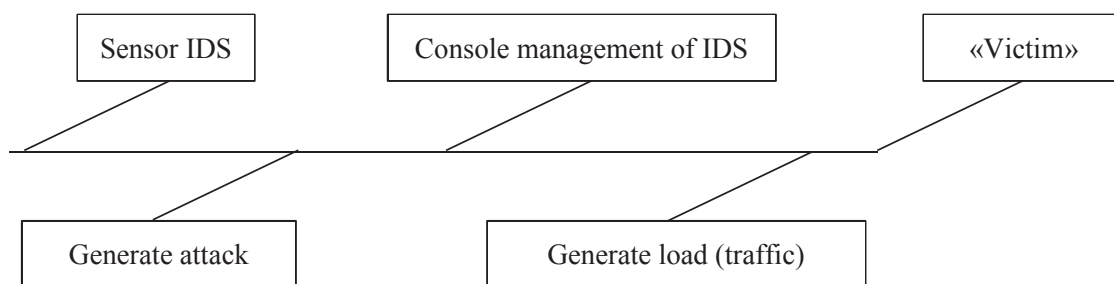 Sensor IDS
Console management of IDS
«Victim»
Generate attack
Generate load (traffic)